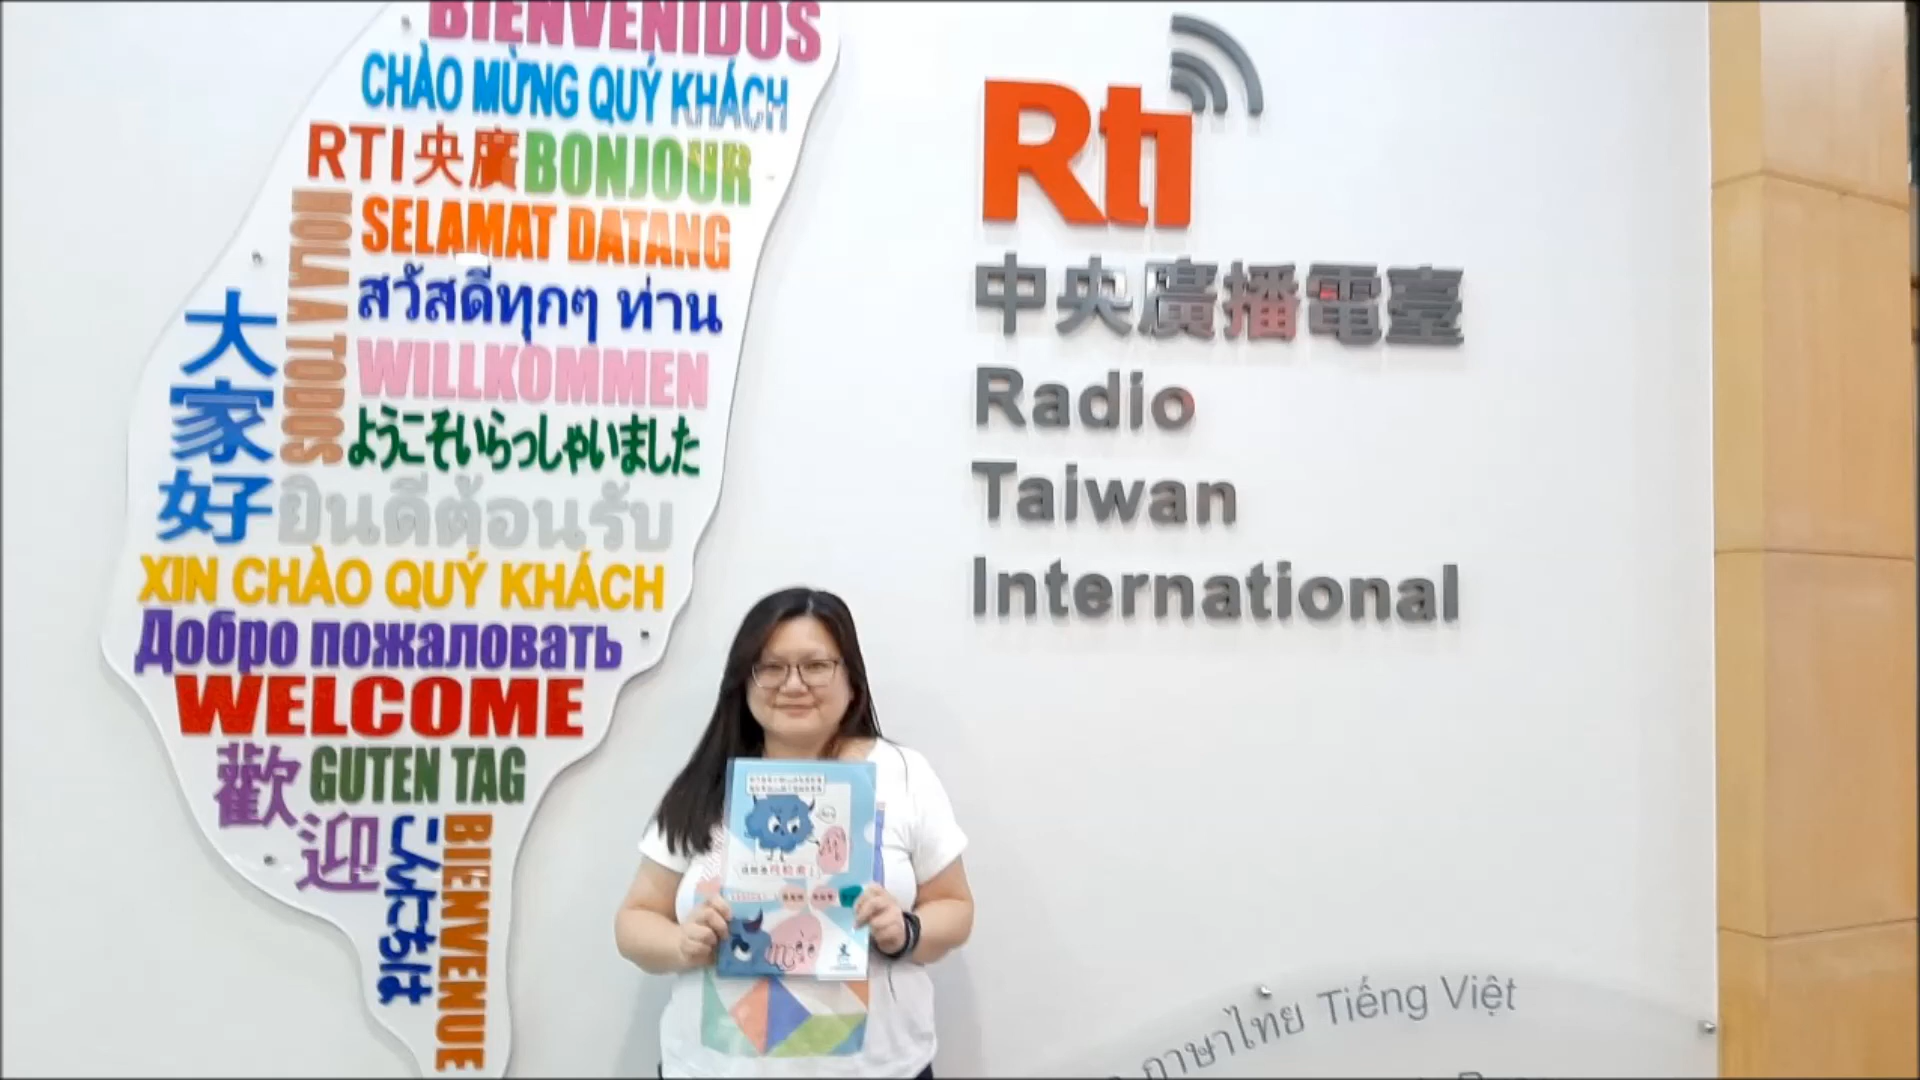 BIENVENIDOS
CHÀO MỪNG QUÝ KHÁCH
RTI央廣 BONJOUR
HOLA A TODOS
SELAMAT DATANG
สวัสดีทุกๆ ท่าน
大家好
WILLKOMMEN
ようこそいらっしゃいました
ยินดีต้อนรับ
XIN CHÀO QUÝ KHÁCH
Добро пожаловать
WELCOME
歡迎
GUTEN TAG
こんにちは
BIENVENUE
Rti
中央廣播電臺
Radio
Taiwan
International
ภาษาไทย Tiếng Việt